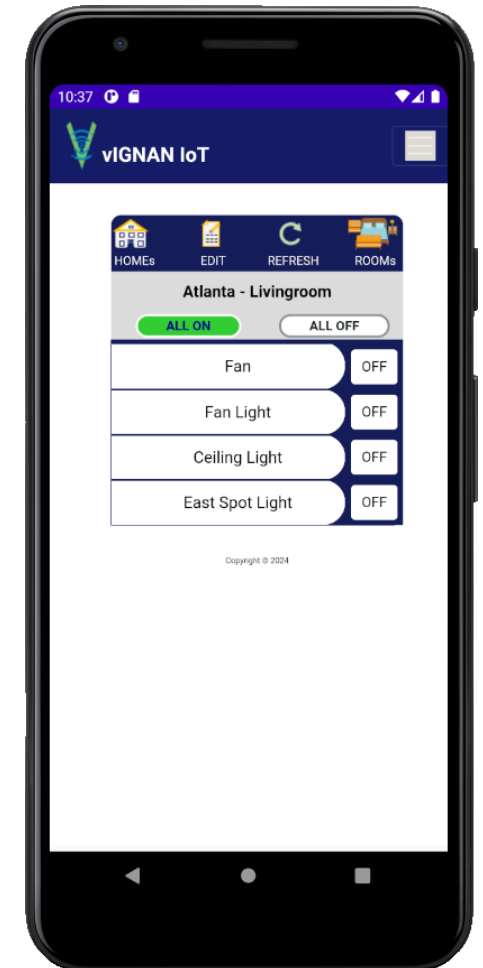 10:37
vIGNAN IoT
HOMEs EDIT REFRESH ROOMs
Atlanta - Livingroom
ALL ON ALL OFF
Fan OFF
Fan Light OFF
Ceiling Light OFF
East Spot Light OFF
Copyright © 2024